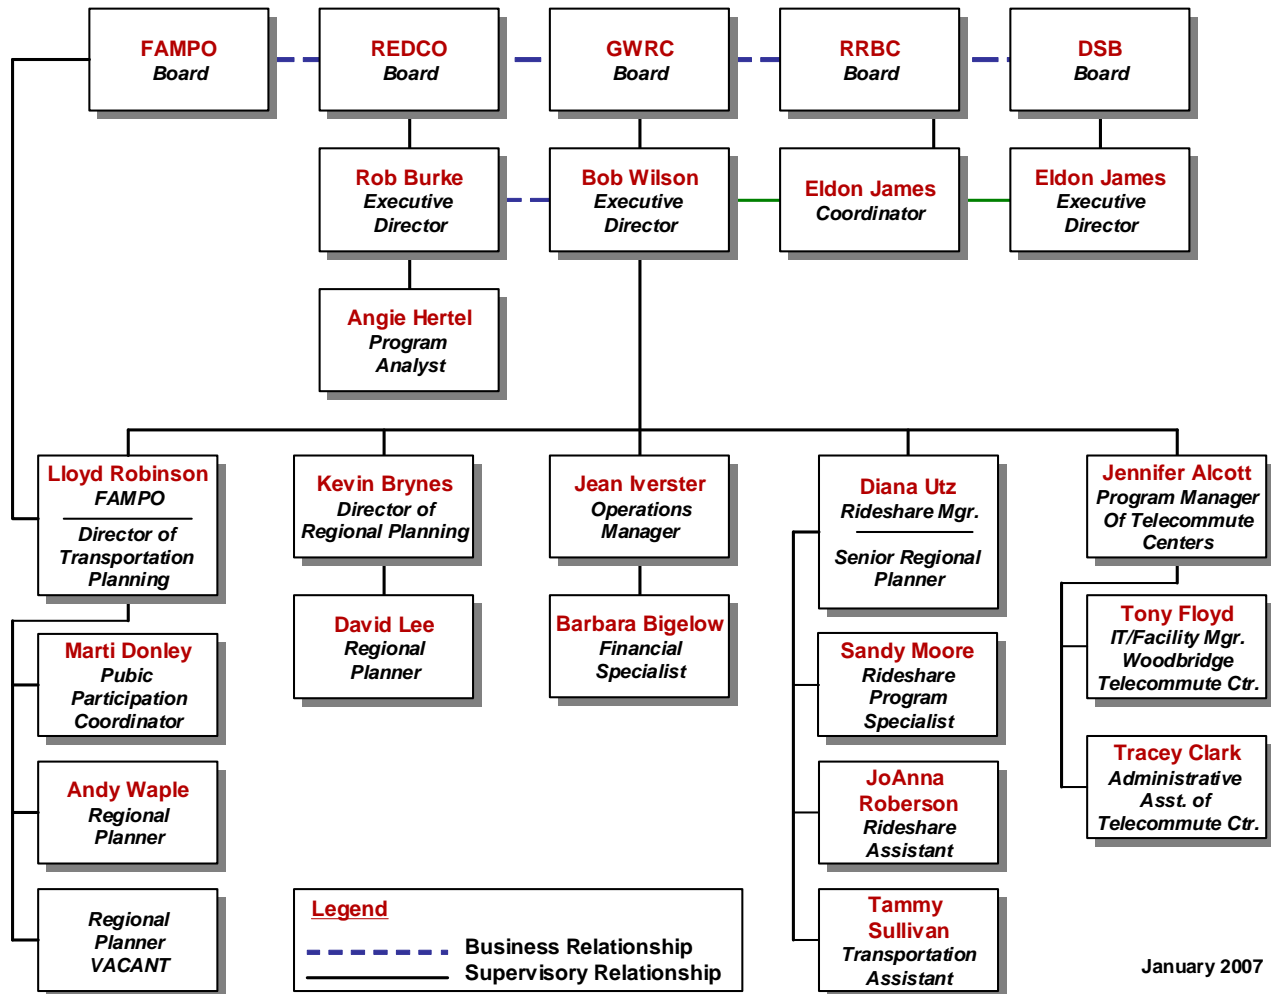 FAMPO
Board
REDCO
Board
GWRC
Board
RRBC
Board
DSB
Board
Rob Burke
Executive
Director
Bob Wilson
Executive
Director
Eldon James
Coordinator
Eldon James
Executive
Director
Angie Hertel
Program
Analyst
Lloyd Robinson
FAMPO
Director of
Transportation
Planning
Kevin Brynes
Director of
Regional Planning
Jean Iverster
Operations
Manager
Diana Utz
Rideshare Mgr.
Senior Regional
Planner
Jennifer Alcott
Program Manager
Of Telecommute
Centers
Marti Donley
Pubic
Participation
Coordinator
David Lee
Regional
Planner
Barbara Bigelow
Financial
Specialist
Sandy Moore
Rideshare
Program
Specialist
Tony Floyd
IT/Facility Mgr.
Woodbridge
Telecommute Ctr.
Andy Waple
Regional
Planner
JoAnna
Roberson
Rideshare
Assistant
Tracey Clark
Administrative
Asst. of
Telecommute Ctr.
Regional
Planner
VACANT
Tammy
Sullivan
Transportation
Assistant
Legend
Business Relationship
Supervisory Relationship
January 2007